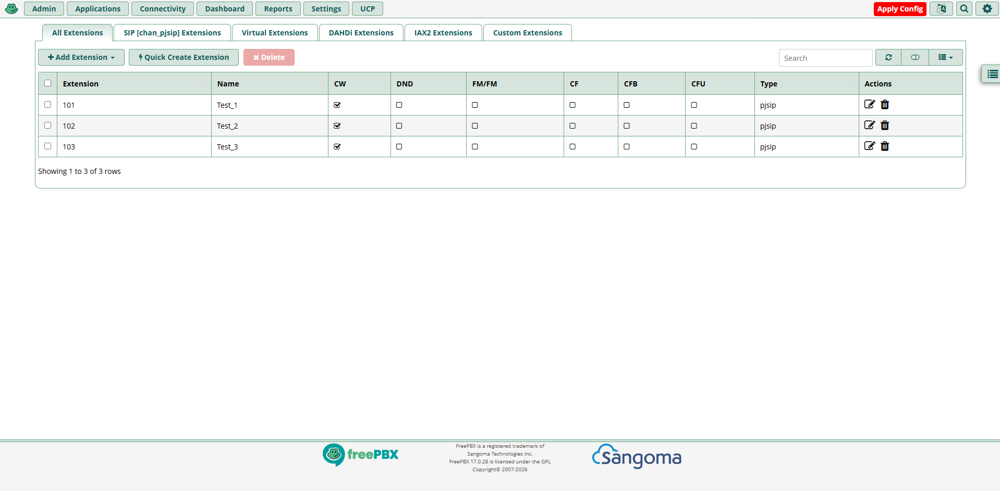 Admin Applications Connectivity Dashboard Reports Settings UCP Apply Config
All Extensions SIP [chan_pjsip] Extensions Virtual Extensions DAHDi Extensions IAX2 Extensions Custom Extensions
Add Extension Quick Create Extension Delete Search
Extension Name CW DND FM/FM CF CFB CFU Type Actions
101 Test_1 pjsip
102 Test_2 pjsip
103 Test_3 pjsip
Showing 1 to 3 of 3 rows
freePBX
FreePBX is a registered trademark of
Sangoma Technologies Inc.
FreePBX 17.0.28 is licensed under the GPL
Copyright© 2007-2026
Sangoma